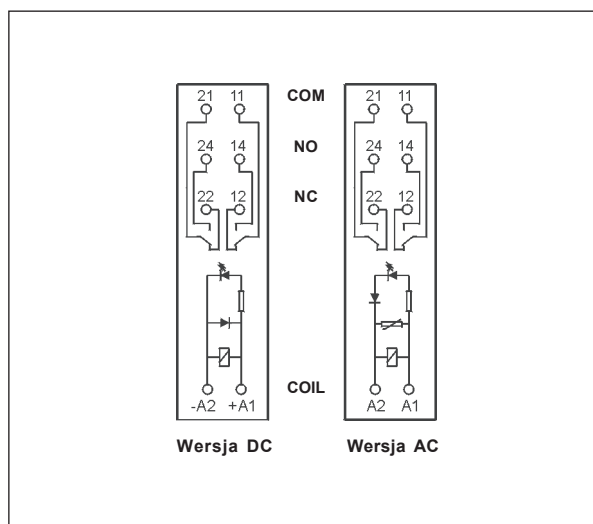 21 11 COM 21 11
24 14 NO 24 14
22 12 NC 22 12
COIL
-A2 +A1 A2 A1
Wersja DC Wersja AC